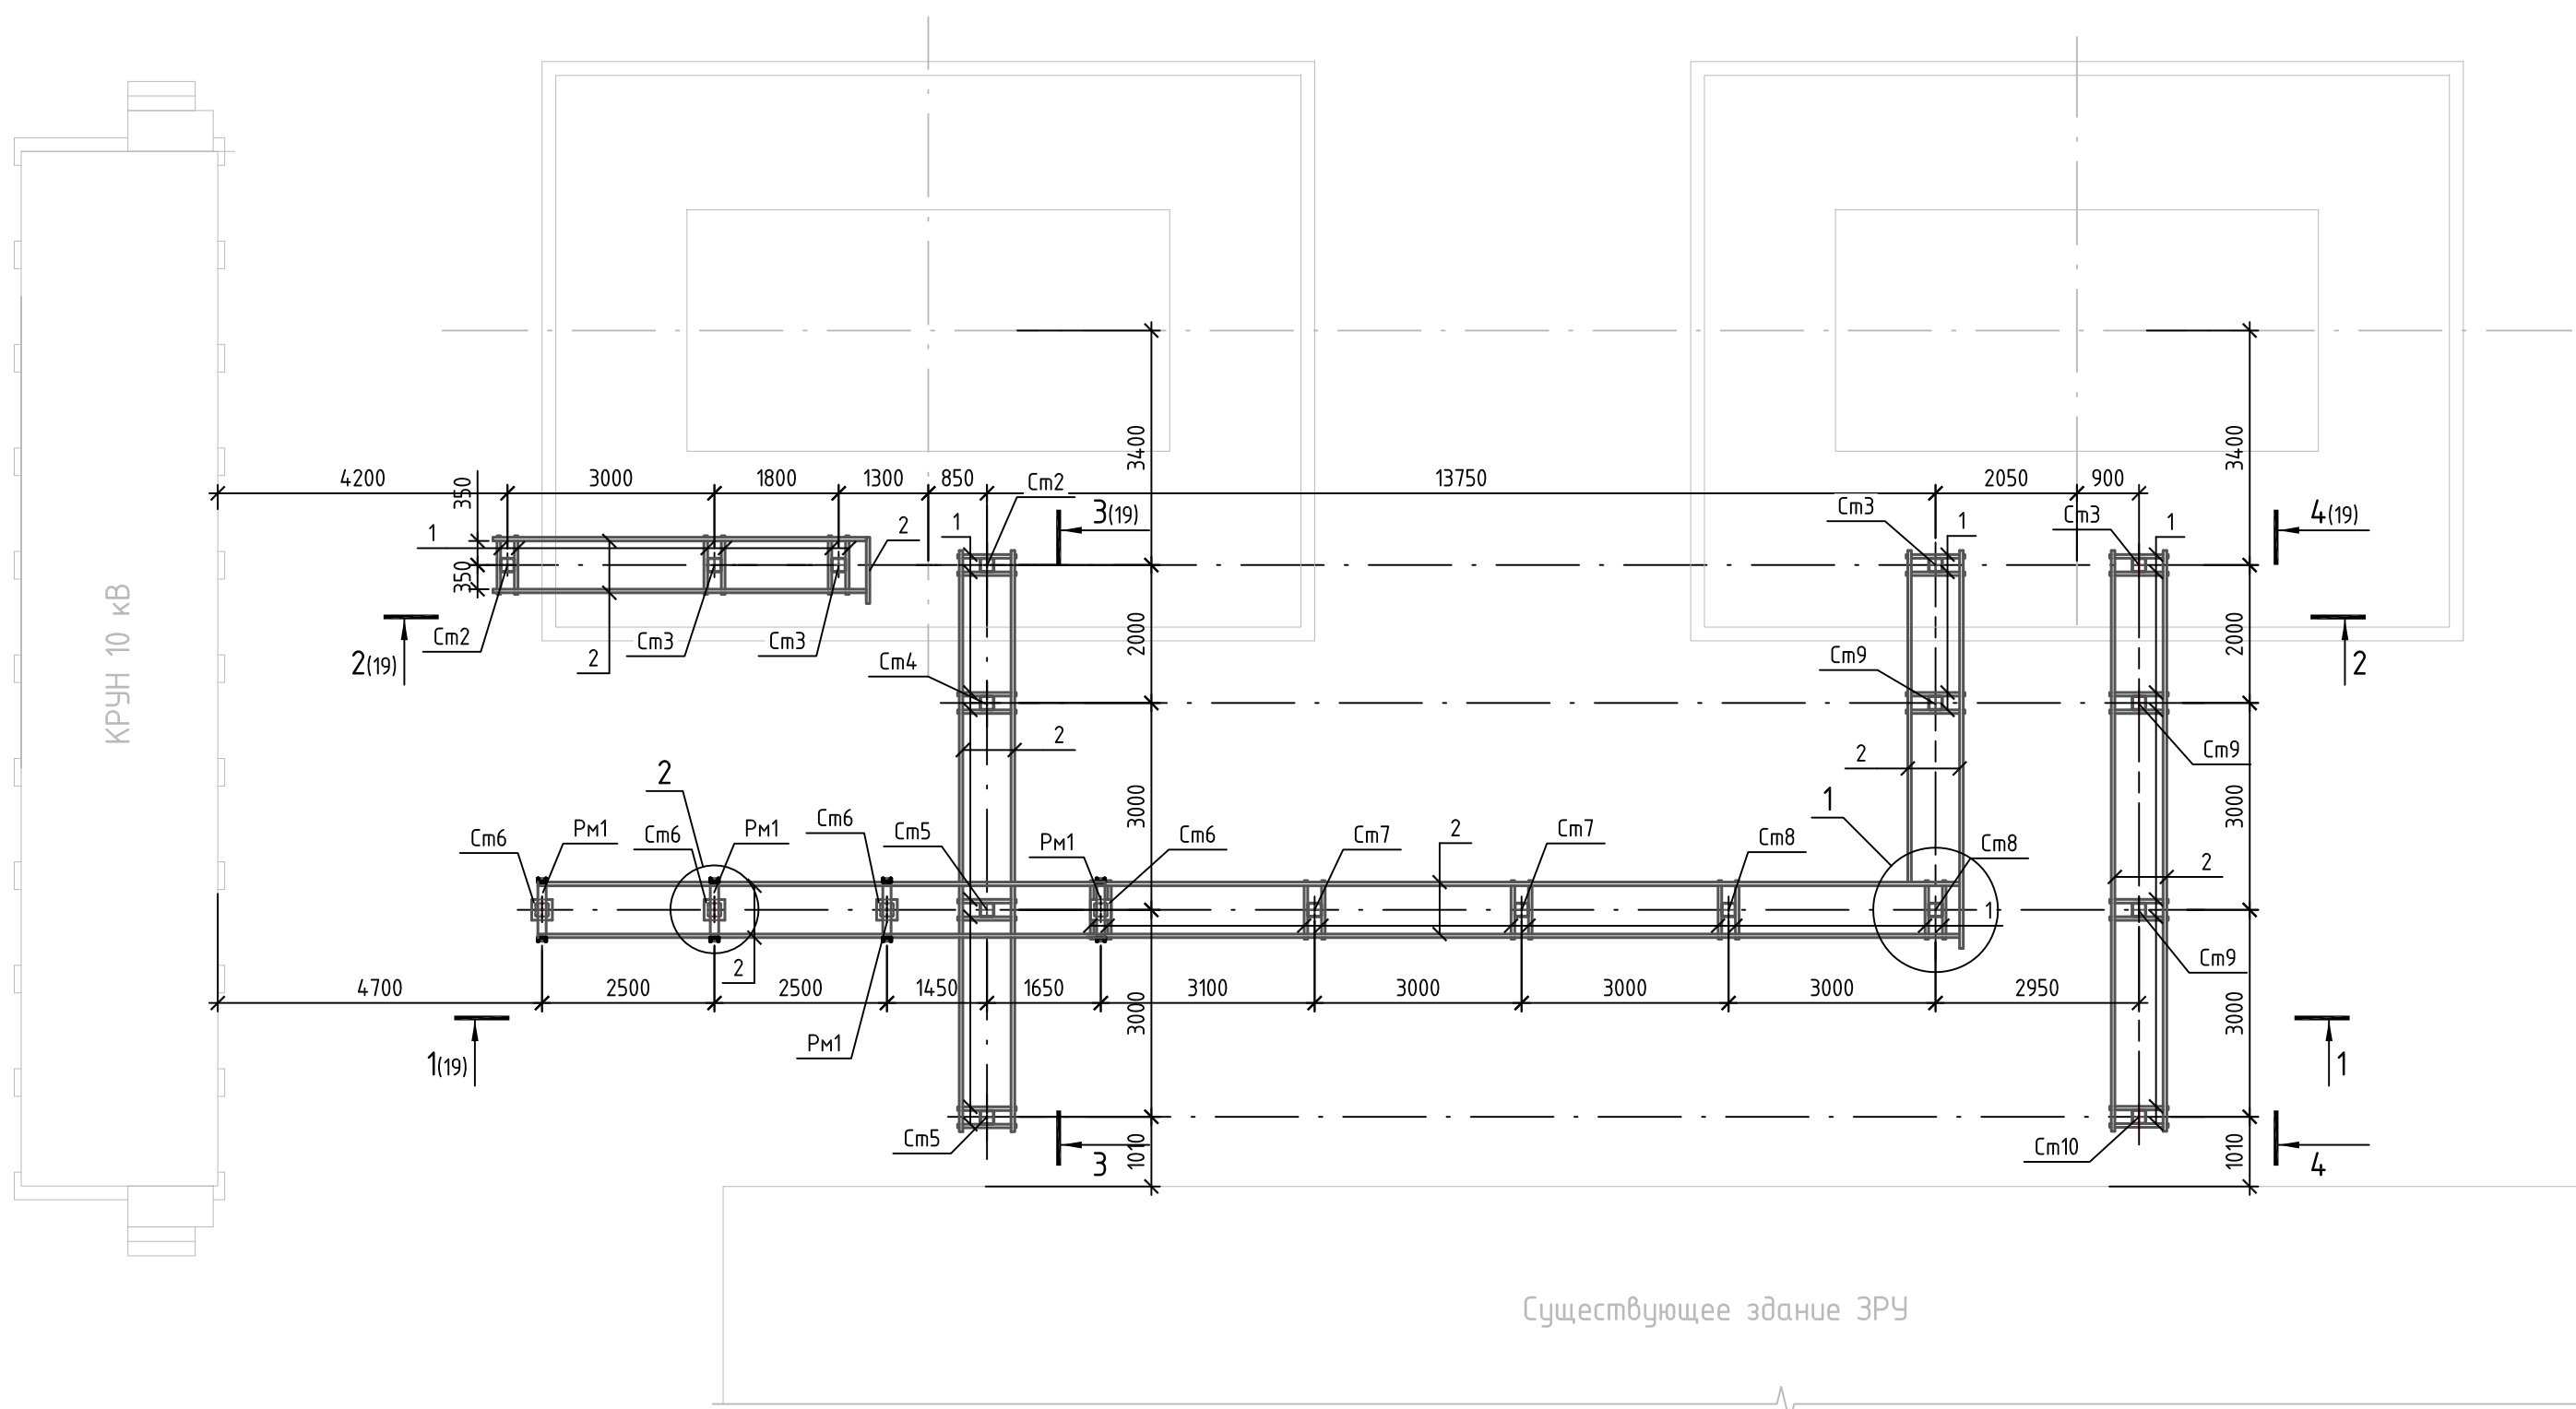 3400
3400
4200
3000
1800
1300
850
Ст2
13750
2050
900
350
1
2
1
3(19)
Ст3
1
Ст3
1
4(19)
350
Ст2
2
Ст3
Ст3
2000
2000
2(19)
Ст4
Ст9
2
КРУН 10 кВ
2
2
Ст9
2
1
3000
3000
Ст6
Рм1
Ст6
Рм1
Ст6
Ст5
Рм1
Ст6
Ст7
2
Ст7
Ст8
Ст8
2
1
2
Ст9
4700
2500
2500
1450
1650
3100
3000
3000
3000
2950
3000
3000
1(19)
Рм1
1
Ст5
3
1010
Ст10
1010
4
Существующее здание ЗРУ